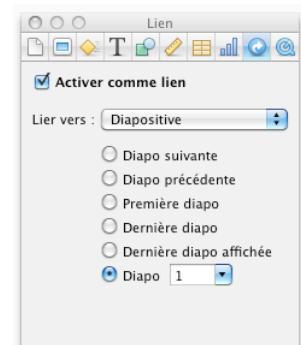 Lien
T
Activer comme lien
Lier vers : Diapositive
Diapo suivante
Diapo précédente
Première diapo
Dernière diapo
Dernière diapo affichée
Diapo 1